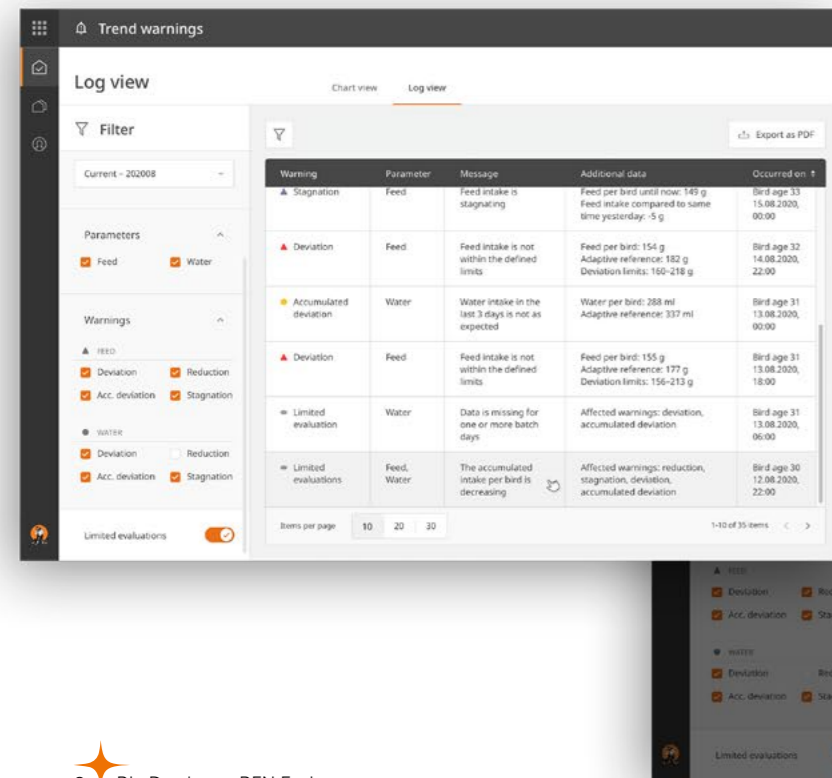 Trend warnings
Log view
Chart view
Log view
Filter
Export as PDF
Current – 202008
Parameters
Feed
Water
Warnings
FEED
Deviation
Reduction
Acc. deviation
Stagnation
WATER
Deviation
Reduction
Acc. deviation
Stagnation
Limited evaluations
Warning
Parameter
Message
Additional data
Occurred on
Stagnation
Feed
Feed intake is
stagnating
Feed per bird until now: 149 g
Feed intake compared to same
time yesterday: -5 g
Bird age 33
15.08.2020,
00:00
Deviation
Feed
Feed intake is not
within the defined
limits
Feed per bird: 154 g
Adaptive reference: 182 g
Deviation limits: 160–218 g
Bird age 32
14.08.2020,
22:00
Accumulated
deviation
Water
Water intake in the
last 3 days is not as
expected
Water per bird: 288 ml
Adaptive reference: 337 ml
Bird age 31
13.08.2020,
00:00
Deviation
Feed
Feed intake is not
within the defined
limits
Feed per bird: 155 g
Adaptive reference: 177 g
Deviation limits: 156–213 g
Bird age 31
13.08.2020,
18:00
Limited
evaluation
Water
Data is missing for
one or more batch
days
Affected warnings: deviation,
accumulated deviation
Bird age 31
13.08.2020,
06:00
Limited
evaluations
Feed,
Water
The accumulated
intake per bird is
decreasing
Affected warnings: reduction,
stagnation, deviation,
accumulated deviation
Bird age 30
12.08.2020,
22:00
Items per page
10
20
30
1-10 of 35 items
FEED
Deviation
Acc. deviation
WATER
Deviation
Acc. deviation
Limited evaluations